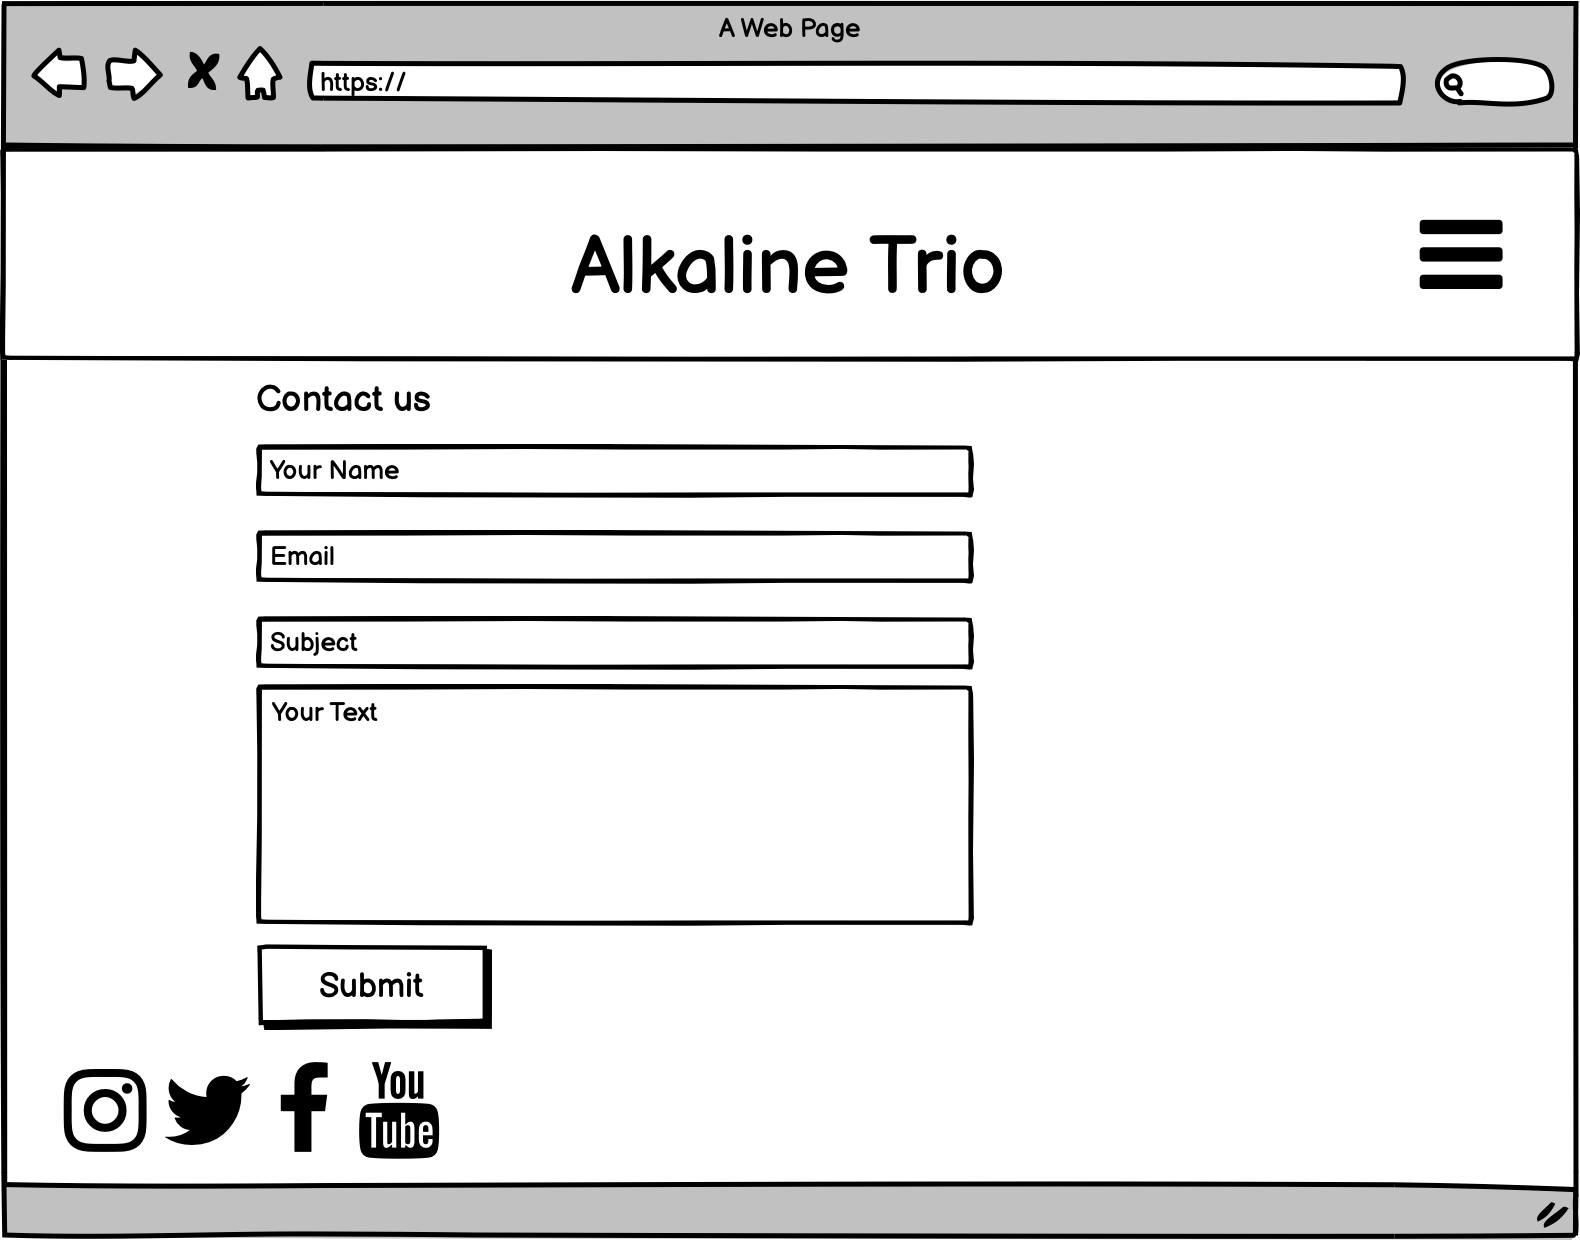 A Web Page
https://
Alkaline Trio
Contact us
Your Name
Email
Subject
Your Text
Submit
You
Tube